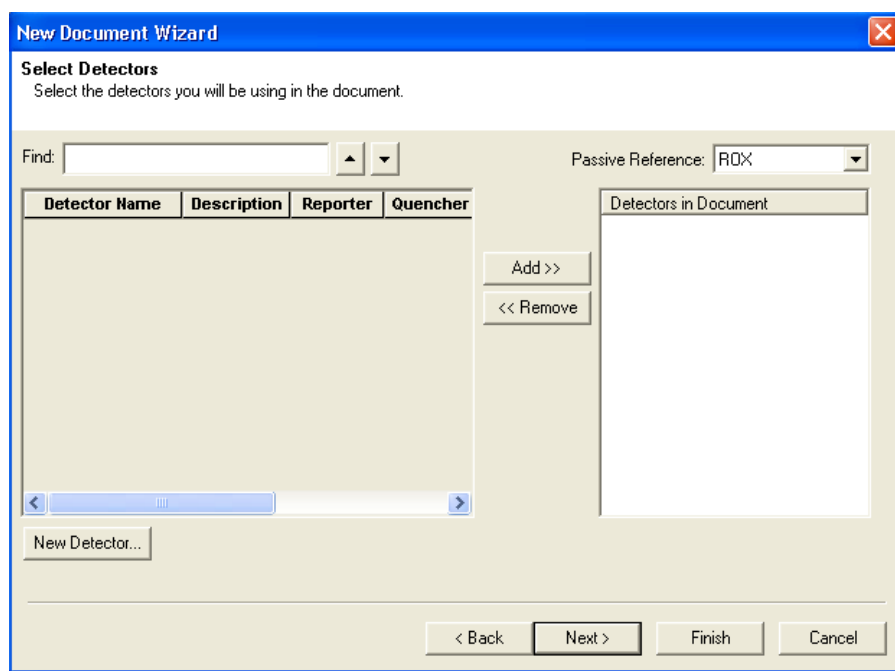 New Document Wizard
Select Detectors
Select the detectors you will be using in the document.
Find:
Passive Reference: ROX
Detector Name Description Reporter Quencher
Detectors in Document
Add >>
<< Remove
New Detector...
< Back Next > Finish Cancel